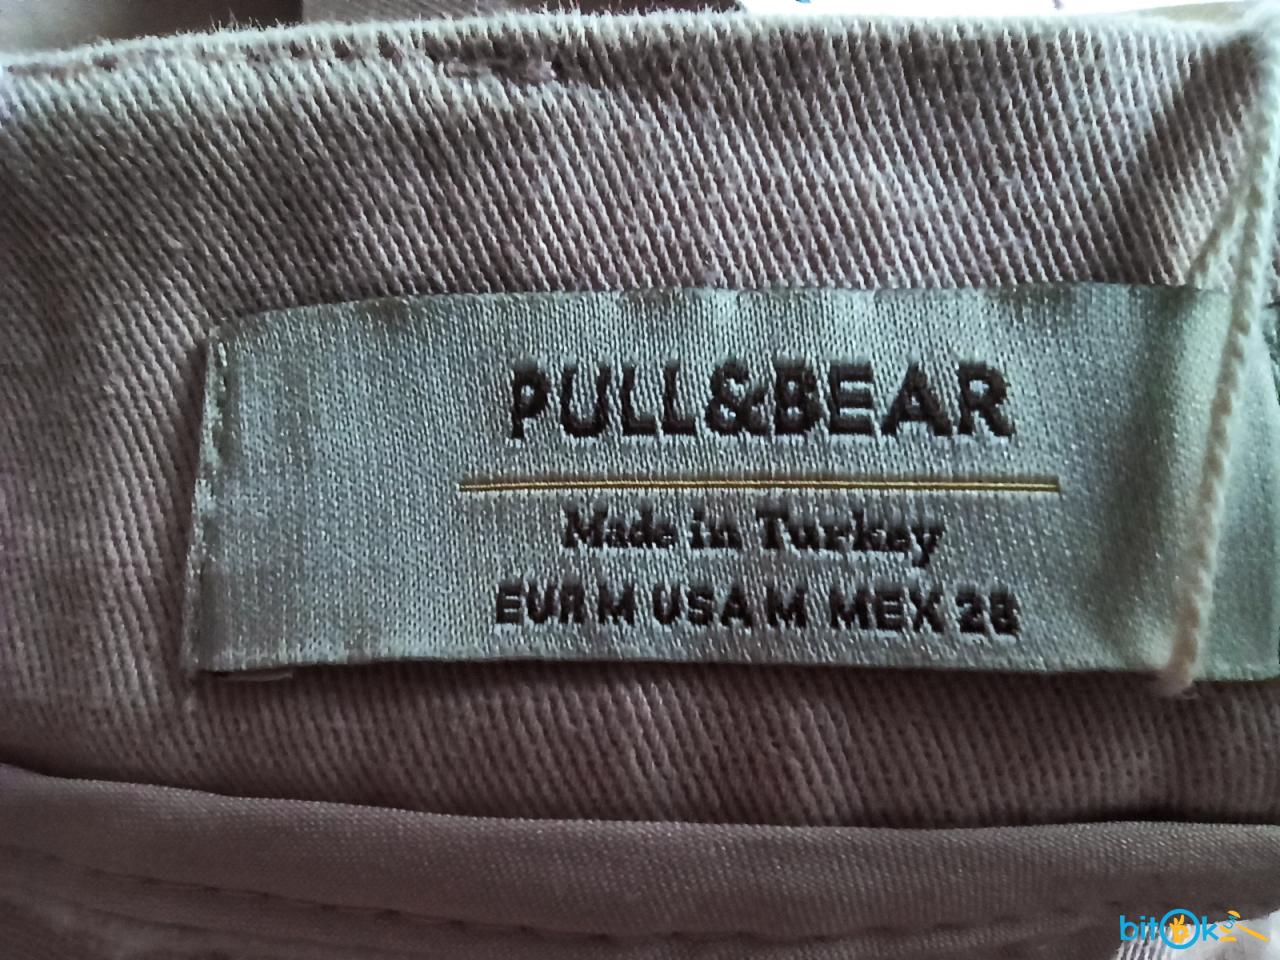 PULL&BEAR
Made in Turkey
EUR M USA M MEX 28
bitOk